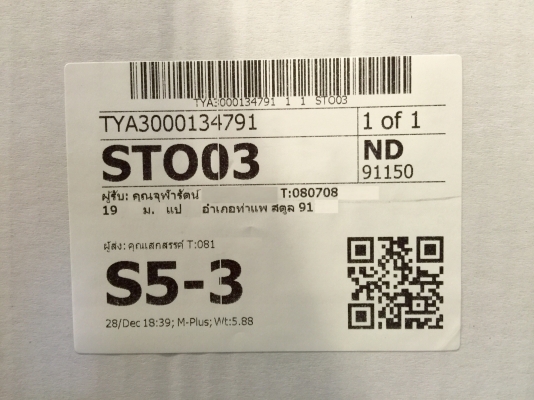 TYA3000134791 1 1 STO03
TYA3000134791 1 of 1
STO03 ND
91150
ผู้รับ: คุณจุฬารัตน์ T:080708
19 ม. แป อำเภอท่าแพ สตูล 91
ผู้ส่ง: คุณแสกสรรค์ T:081
S5-3
28/Dec 18:39; M-Plus; Wt:5.88